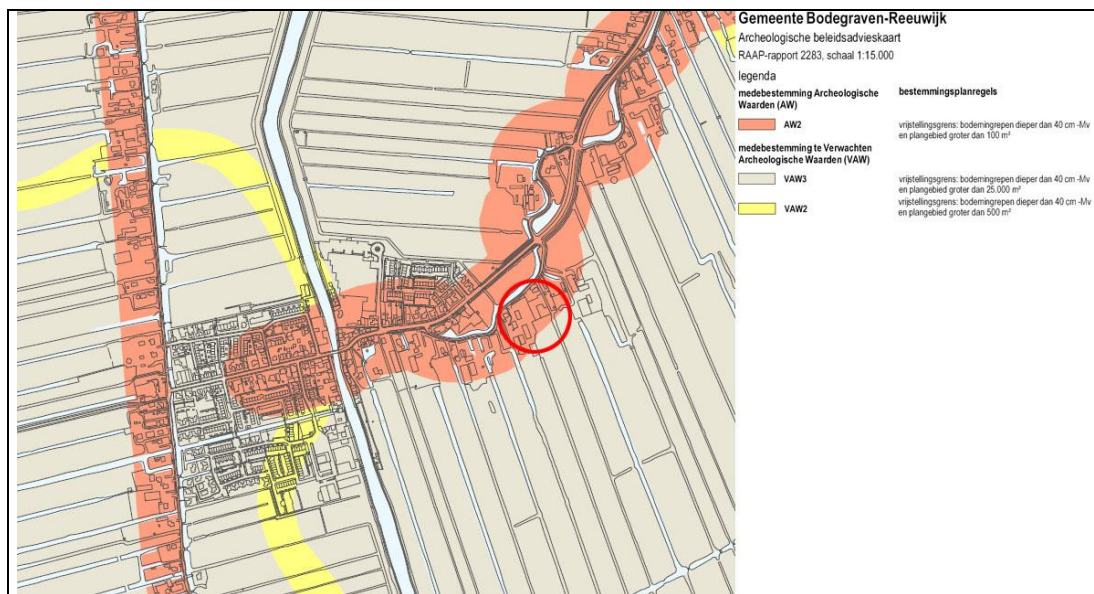 Gemeente Bodegraven-Reeuwijk
Archeologische beleidsadvieskaart
RAAP-rapport 2283, schaal 1:15.000
legenda
medebestemming Archeologische
Waarden (AW)
bestemmingsplanregels
AW2
vrijstellingsgrens: bodemingrepen dieper dan 40 cm -Mv
en plangebied groter dan 100 m²
medebestemming te Verwachten
Archeologische Waarden (VAW)
VAW3
vrijstellingsgrens: bodemingrepen dieper dan 40 cm -Mv
en plangebied groter dan 25.000 m²
VAW2
vrijstellingsgrens: bodemingrepen dieper dan 40 cm -Mv
en plangebied groter dan 500 m²